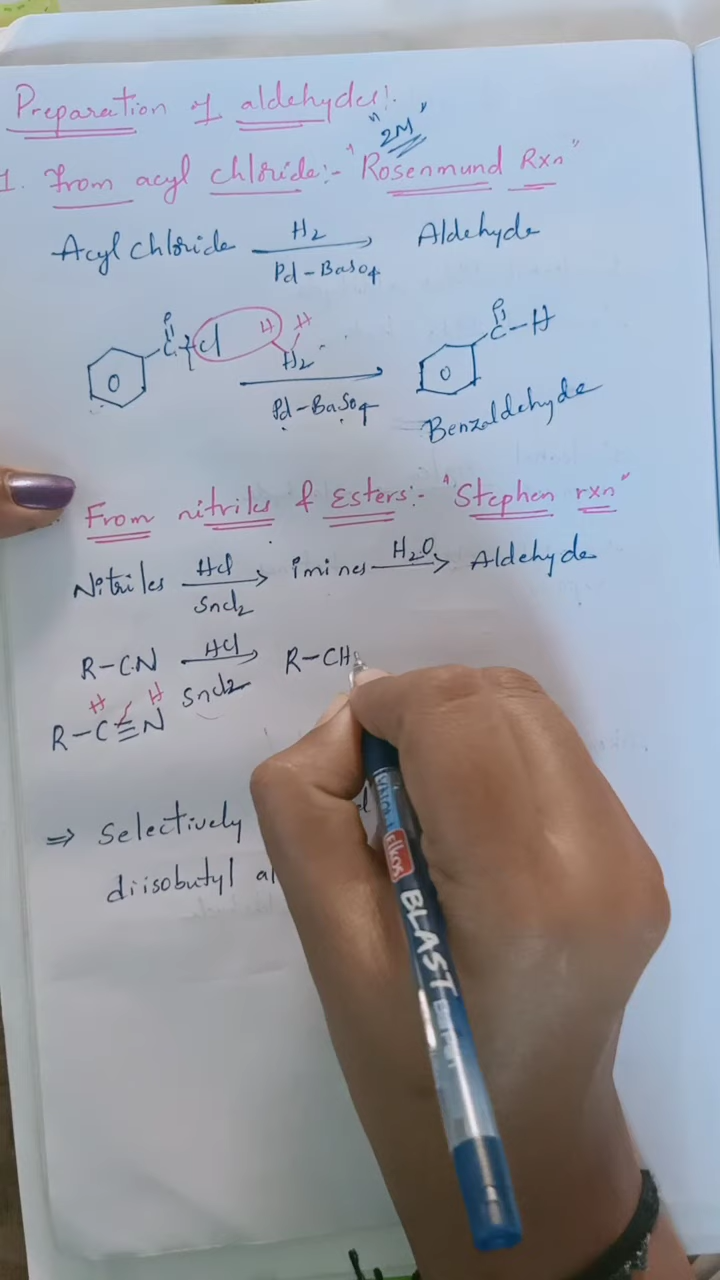 Preparation of aldehydes:-
"2M"
1. From acyl chloride:- "Rosenmund Rxn"
Acyl chloride H2 Pd-BaSO4 Aldehyde
O C Cl H H H2 Pd-BaSO4 O C-H
Benzaldehyde
From nitriles & Esters:- "Stephen rxn"
Nitriles HCl SnCl2 imines H2O Aldehyde
R-CN HCl SnCl2 R-CH
H H
R-C≡N
⇒ Selectively
diisobutyl al
BLAST